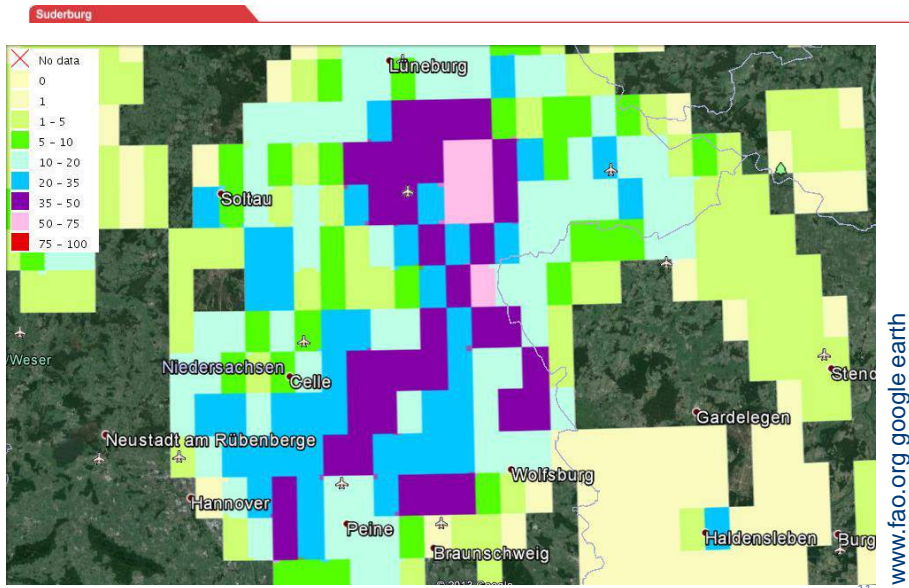 Suderburg
No data
0
1
1 – 5
5 – 10
10 – 20
20 – 35
35 – 50
50 – 75
75 – 100
Lüneburg
Soltau
/Weser
Niedersachsen
Celle
Stend
Gardelegen
Neustadt am Rübenberge
Wolfsburg
Hannover
Peine
Haldensleben
Burg
Braunschweig
© 2013 Google
www.fao.org google earth